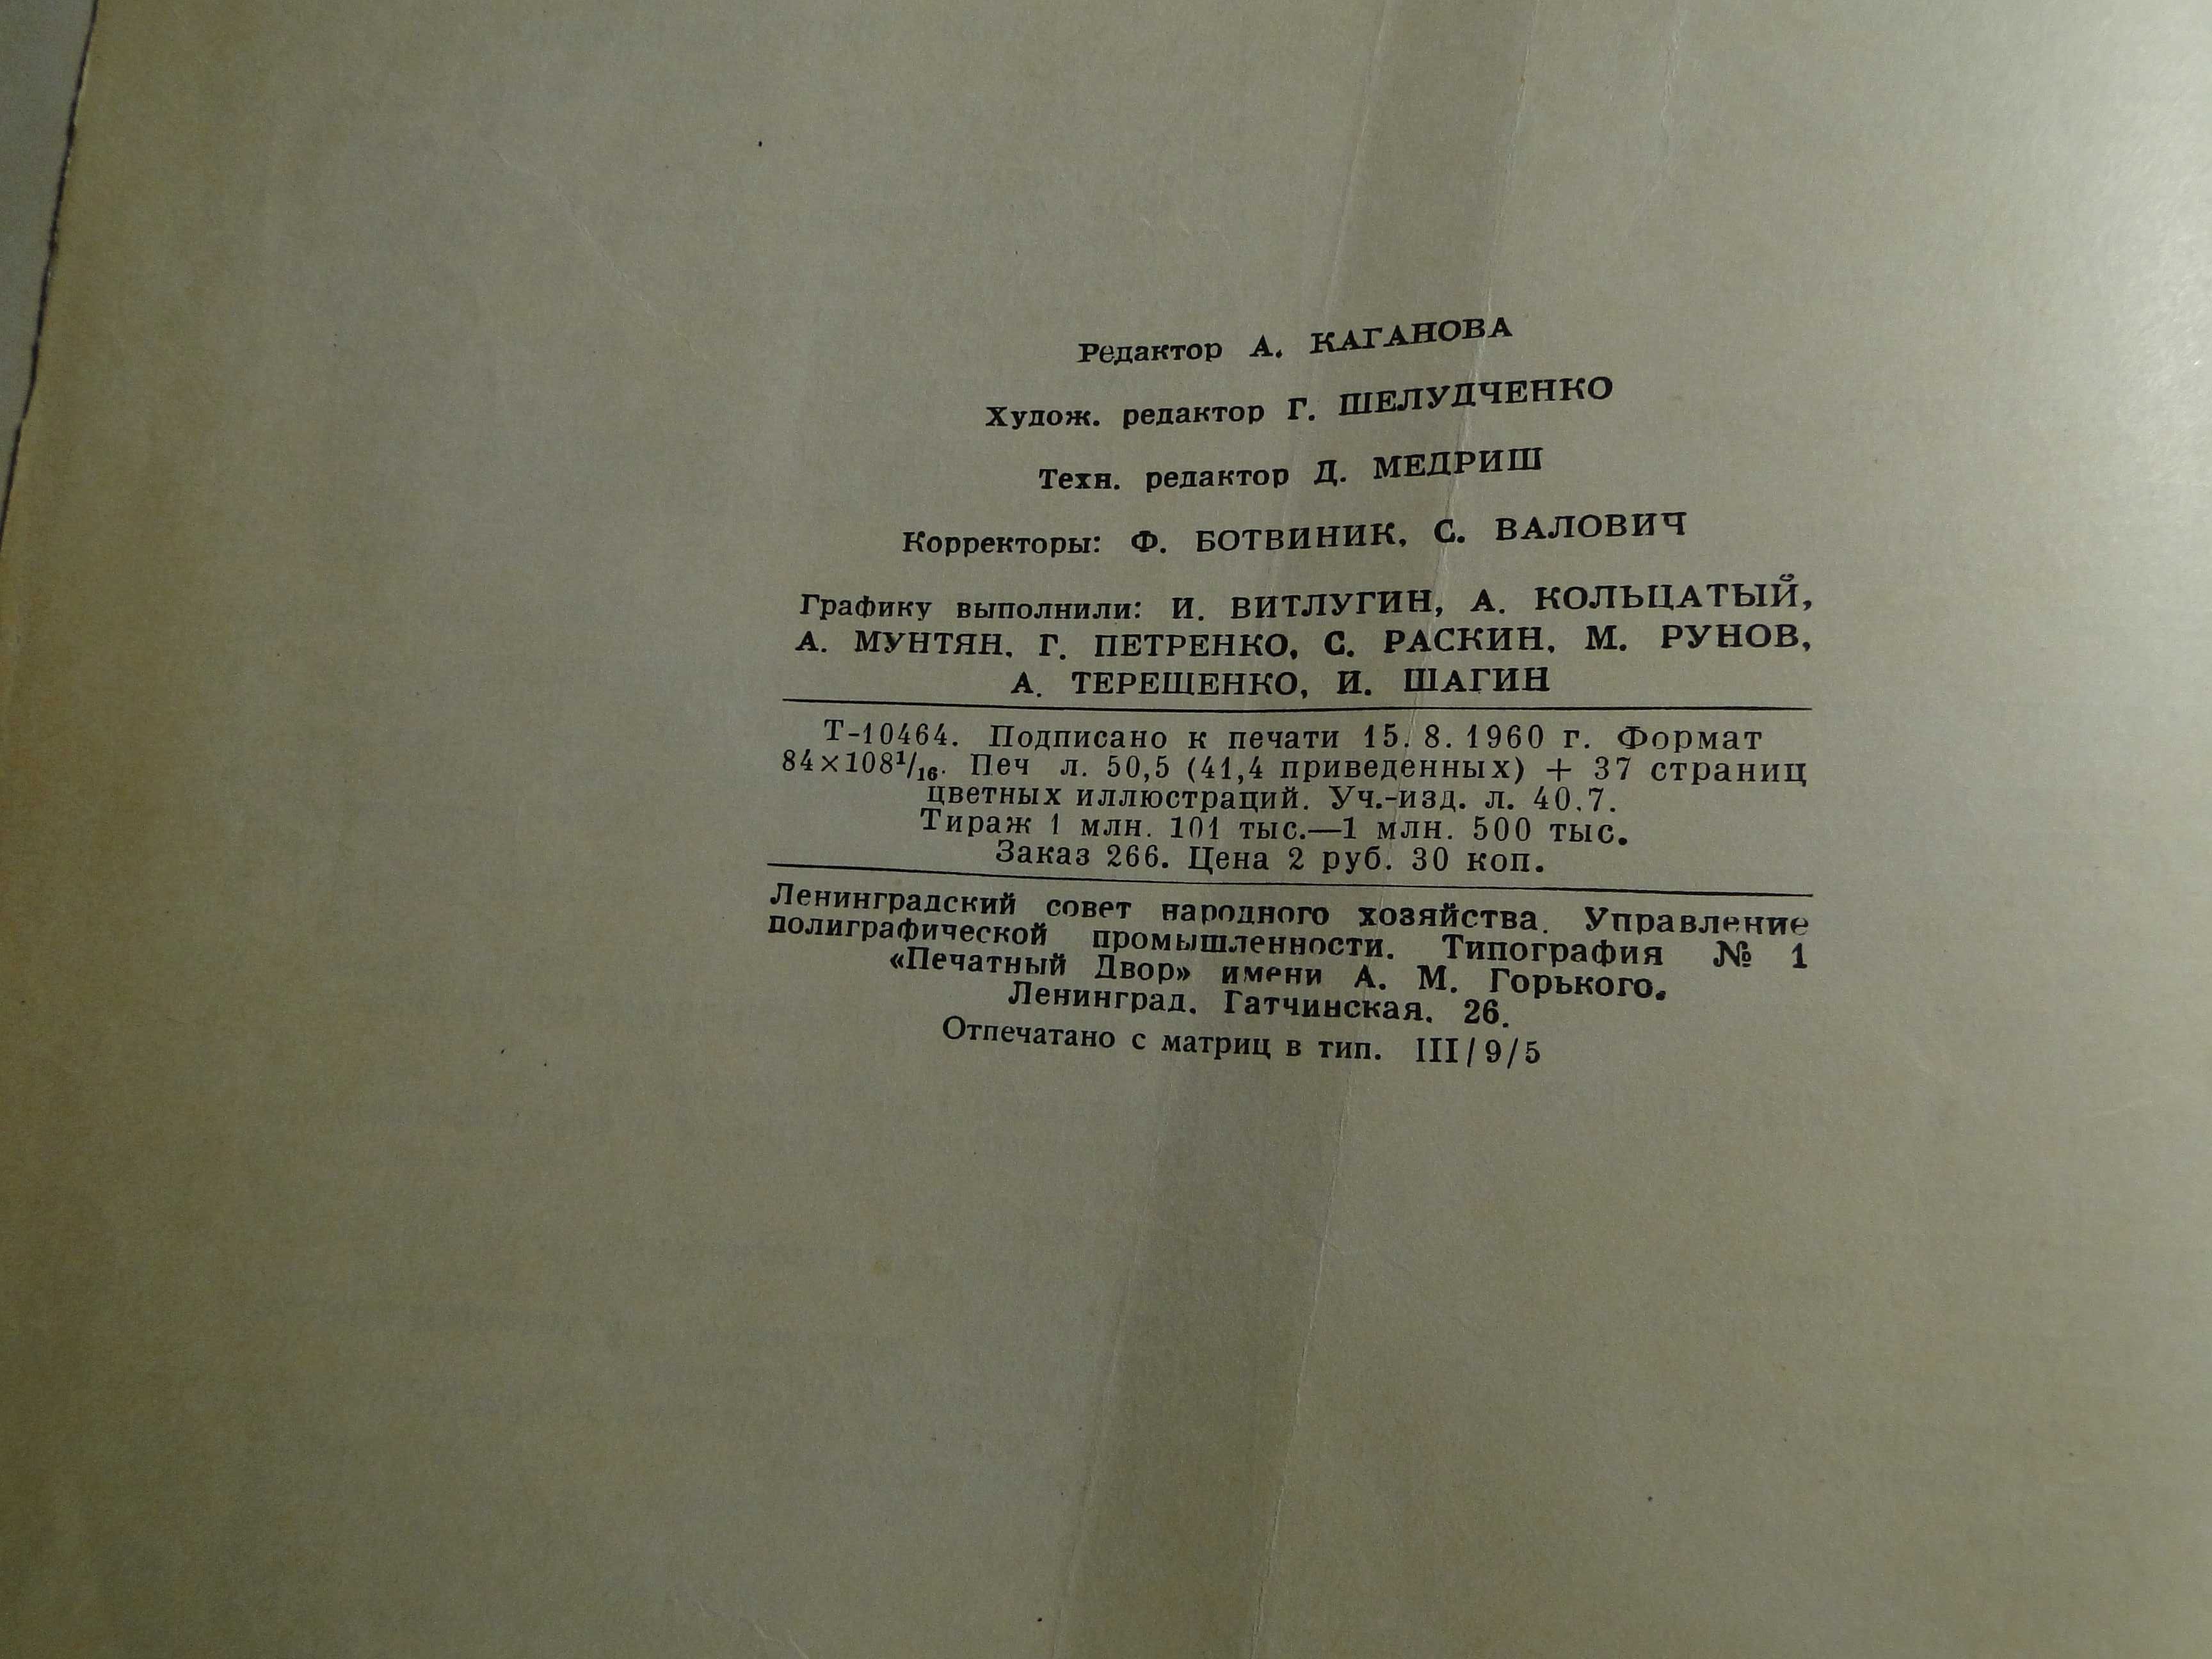 Редактор А. КАГАНОВА
Худож. редактор Г. ШЕЛУДЧЕНКО
Техн. редактор Д. МЕДРИШ
Корректоры: Ф. БОТВИНИК, С. ВАЛОВИЧ
Графику выполнили: И. ВИТЛУГИН, А. КОЛЬЦАТЫЙ,
А. МУНТЯН, Г. ПЕТРЕНКО, С. РАСКИН, М. РУНОВ,
А. ТЕРЕЩЕНКО, И. ШАГИН
Т-10464. Подписано к печати 15. 8. 1960 г. Формат
84×108¹/₁₆. Печ л. 50,5 (41,4 приведенных) + 37 страниц
цветных иллюстраций. Уч.-изд. л. 40,7.
Тираж 1 млн. 101 тыс.—1 млн. 500 тыс.
Заказ 266. Цена 2 руб. 30 коп.
Ленинградский совет народного хозяйства. Управление
полиграфической промышленности. Типография № 1
«Печатный Двор» имени А. М. Горького.
Ленинград, Гатчинская, 26.
Отпечатано с матриц в тип. III/9/5